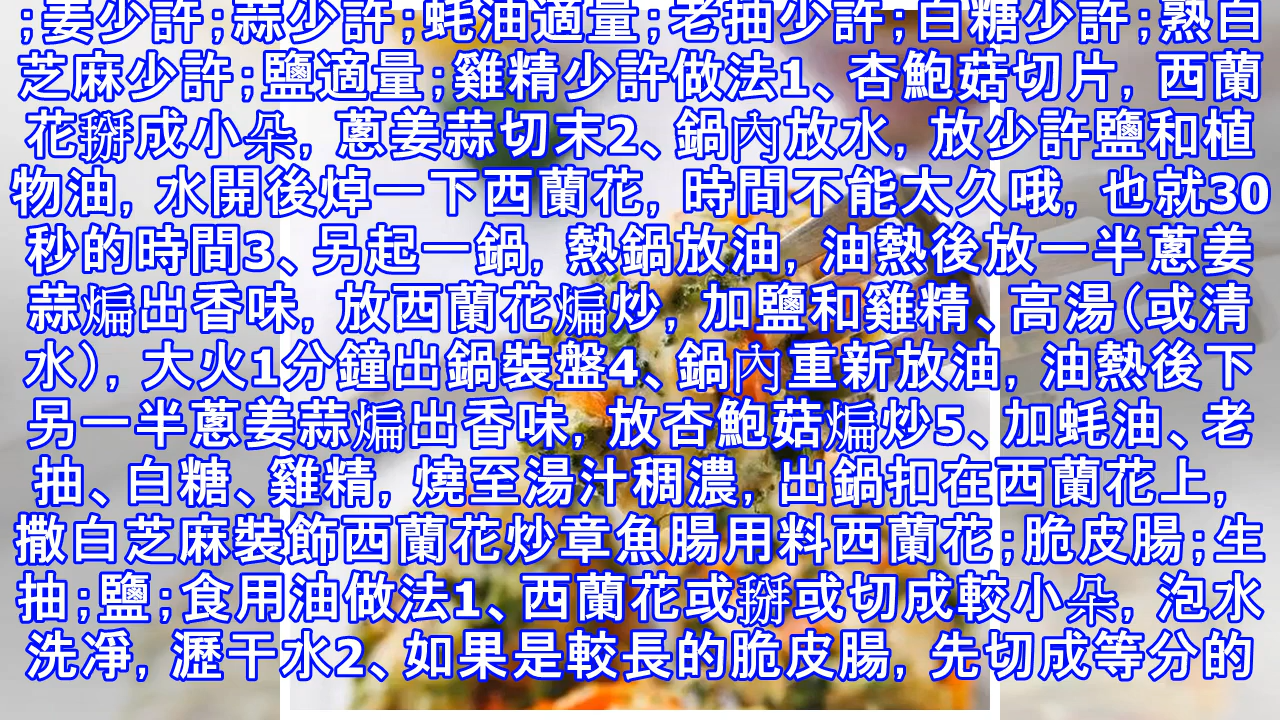 ;姜少許;蒜少許;蚝油適量;老抽少許;白糖少許;熟白
芝麻少許;鹽適量;雞精少許做法1、杏鮑菇切片, 西蘭
花掰成小朵, 蔥姜蒜切末2、鍋內放水, 放少許鹽和植
物油, 水開後焯一下西蘭花, 時間不能太久哦, 也就30
秒的時間3、另起一鍋, 熱鍋放油, 油熱後放一半蔥姜
蒜煸出香味, 放西蘭花煸炒, 加鹽和雞精、高湯(或清
水), 大火1分鐘出鍋裝盤4、鍋內重新放油, 油熱後下
另一半蔥姜蒜煸出香味, 放杏鮑菇煸炒5、加蚝油、老
抽、白糖、雞精, 燒至湯汁稠濃, 出鍋扣在西蘭花上,
撒白芝麻裝飾西蘭花炒章魚腸用料西蘭花;脆皮腸;生
抽;鹽;食用油做法1、西蘭花或掰或切成較小朵, 泡水
洗凈, 瀝干水2、如果是較長的脆皮腸, 先切成等分的